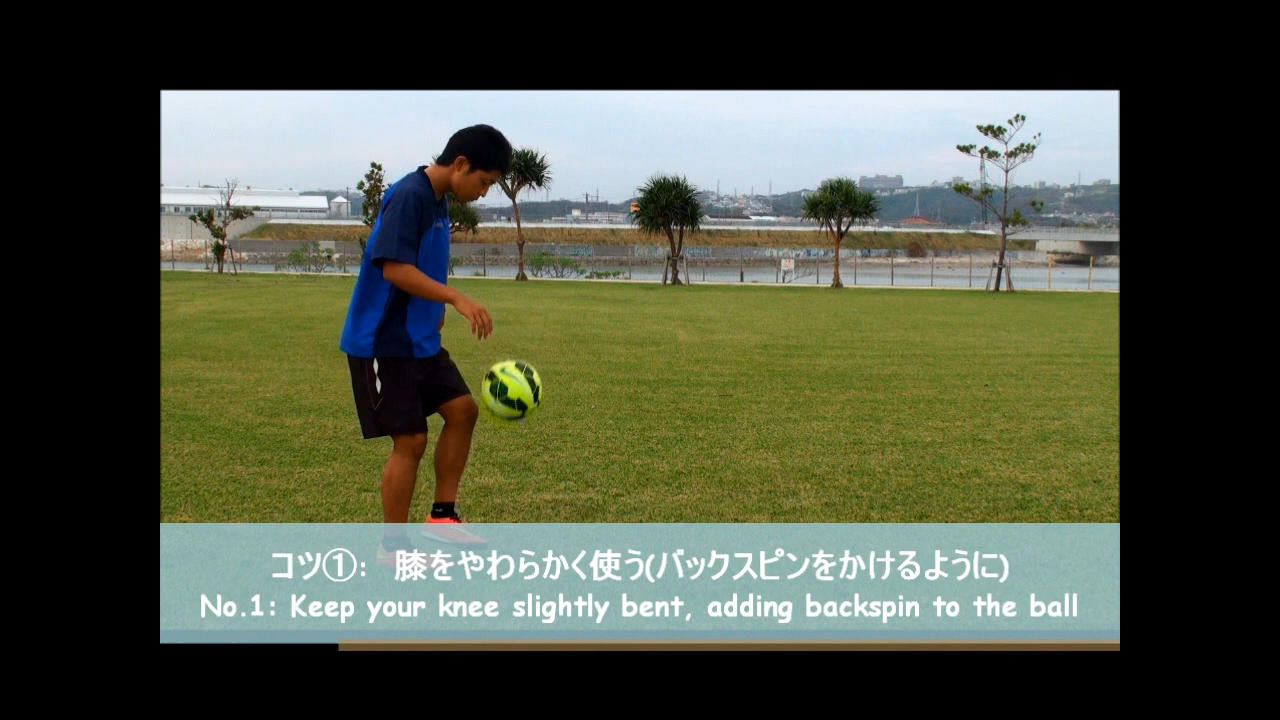 コツ①:　膝をやわらかく使う(バックスピンをかけるように)
No.1: Keep your knee slightly bent, adding backspin to the ball